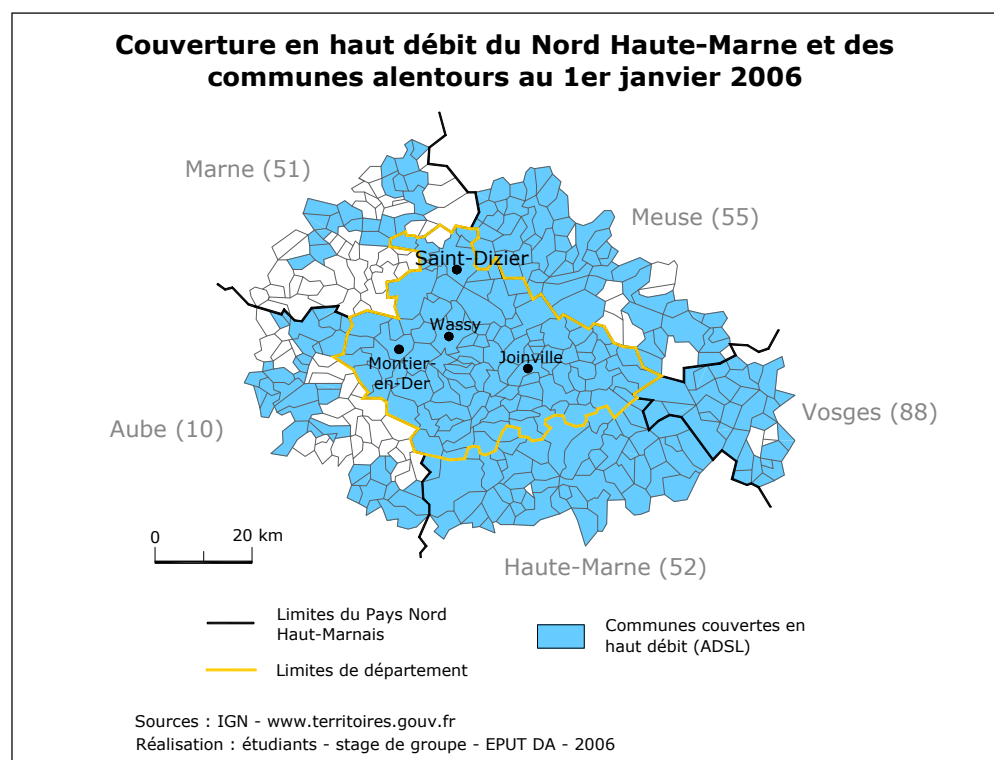 Couverture en haut débit du Nord Haute-Marne et des
communes alentours au 1er janvier 2006
Marne (51)
Meuse (55)
Saint-Dizier
Wassy
Joinville
Montier-
en-Der
Aube (10)
Vosges (88)
0
20 km
Haute-Marne (52)
Limites du Pays Nord
Haut-Marnais
Communes couvertes en
haut débit (ADSL)
Limites de département
Sources : IGN - www.territoires.gouv.fr
Réalisation : étudiants - stage de groupe - EPUT DA - 2006